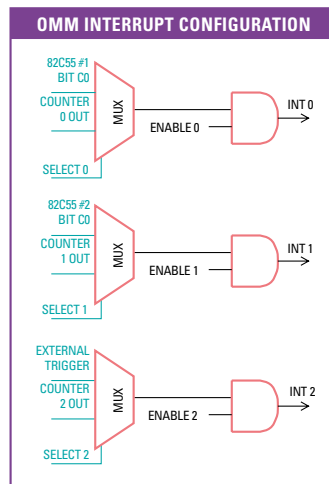 OMM INTERRUPT CONFIGURATION
82C55 #1
BIT C0
COUNTER
0 OUT
MUX
SELECT 0
ENABLE 0
INT 0
82C55 #2
BIT C0
COUNTER
1 OUT
MUX
SELECT 1
ENABLE 1
INT 1
EXTERNAL
TRIGGER
COUNTER
2 OUT
MUX
SELECT 2
ENABLE 2
INT 2